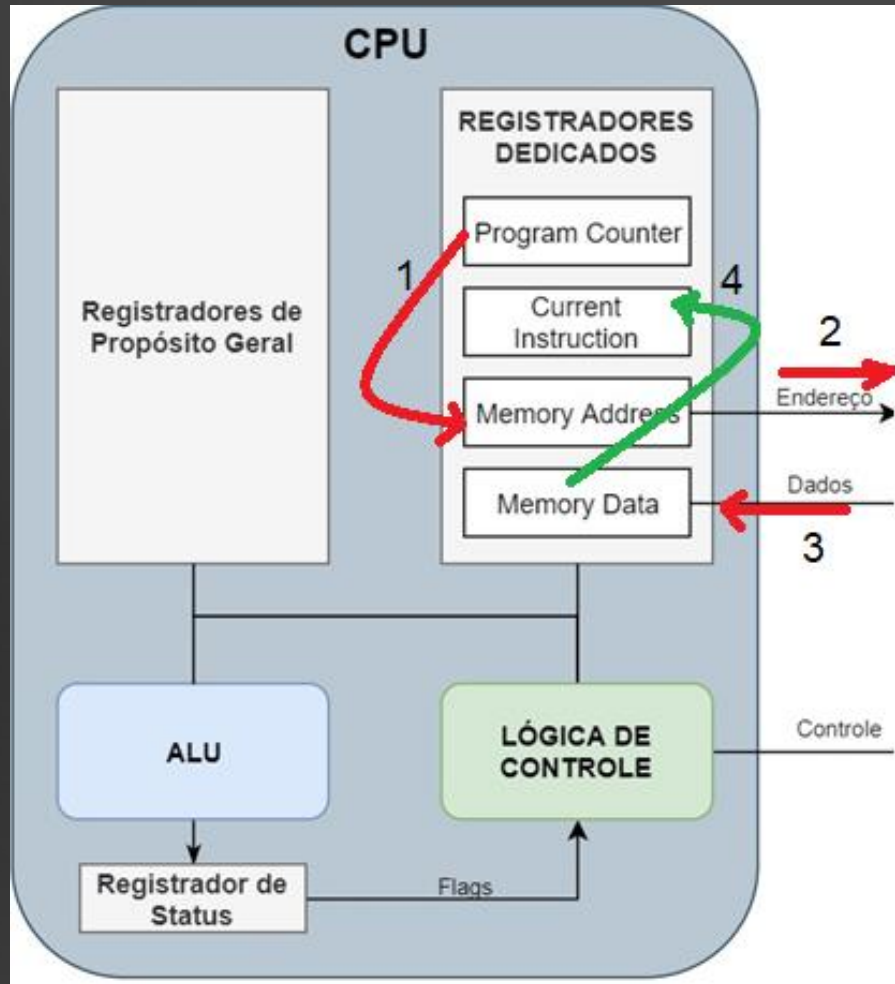 CPU
REGISTRADORES
DEDICADOS
Program Counter
1
4
Current
Instruction
Registradores de
Propósito Geral
2
Endereço
Memory Address
Dados
Memory Data
3
ALU
LÓGICA DE
CONTROLE
Controle
Registrador de
Status
Flags